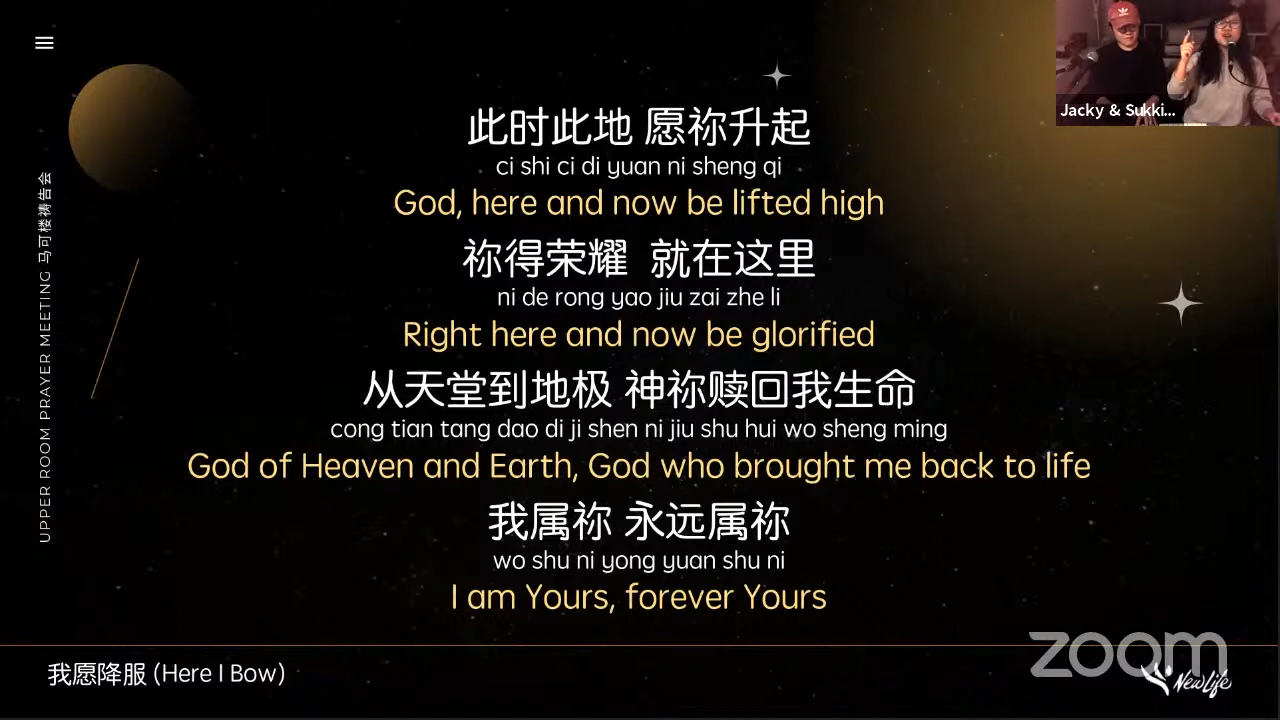 Jacky & Sukki...
此时此地 愿祢升起
ci shi ci di yuan ni sheng qi
God, here and now be lifted high
祢得荣耀 就在这里
ni de rong yao jiu zai zhe li
Right here and now be glorified
从天堂到地极 神祢赎回我生命
cong tian tang dao di ji shen ni jiu shu hui wo sheng ming
God of Heaven and Earth, God who brought me back to life
我属祢 永远属祢
wo shu ni yong yuan shu ni
I am Yours, forever Yours
UPPER ROOM PRAYER MEETING 马可楼祷告会
我愿降服 (Here I Bow)
zoom
NewLife